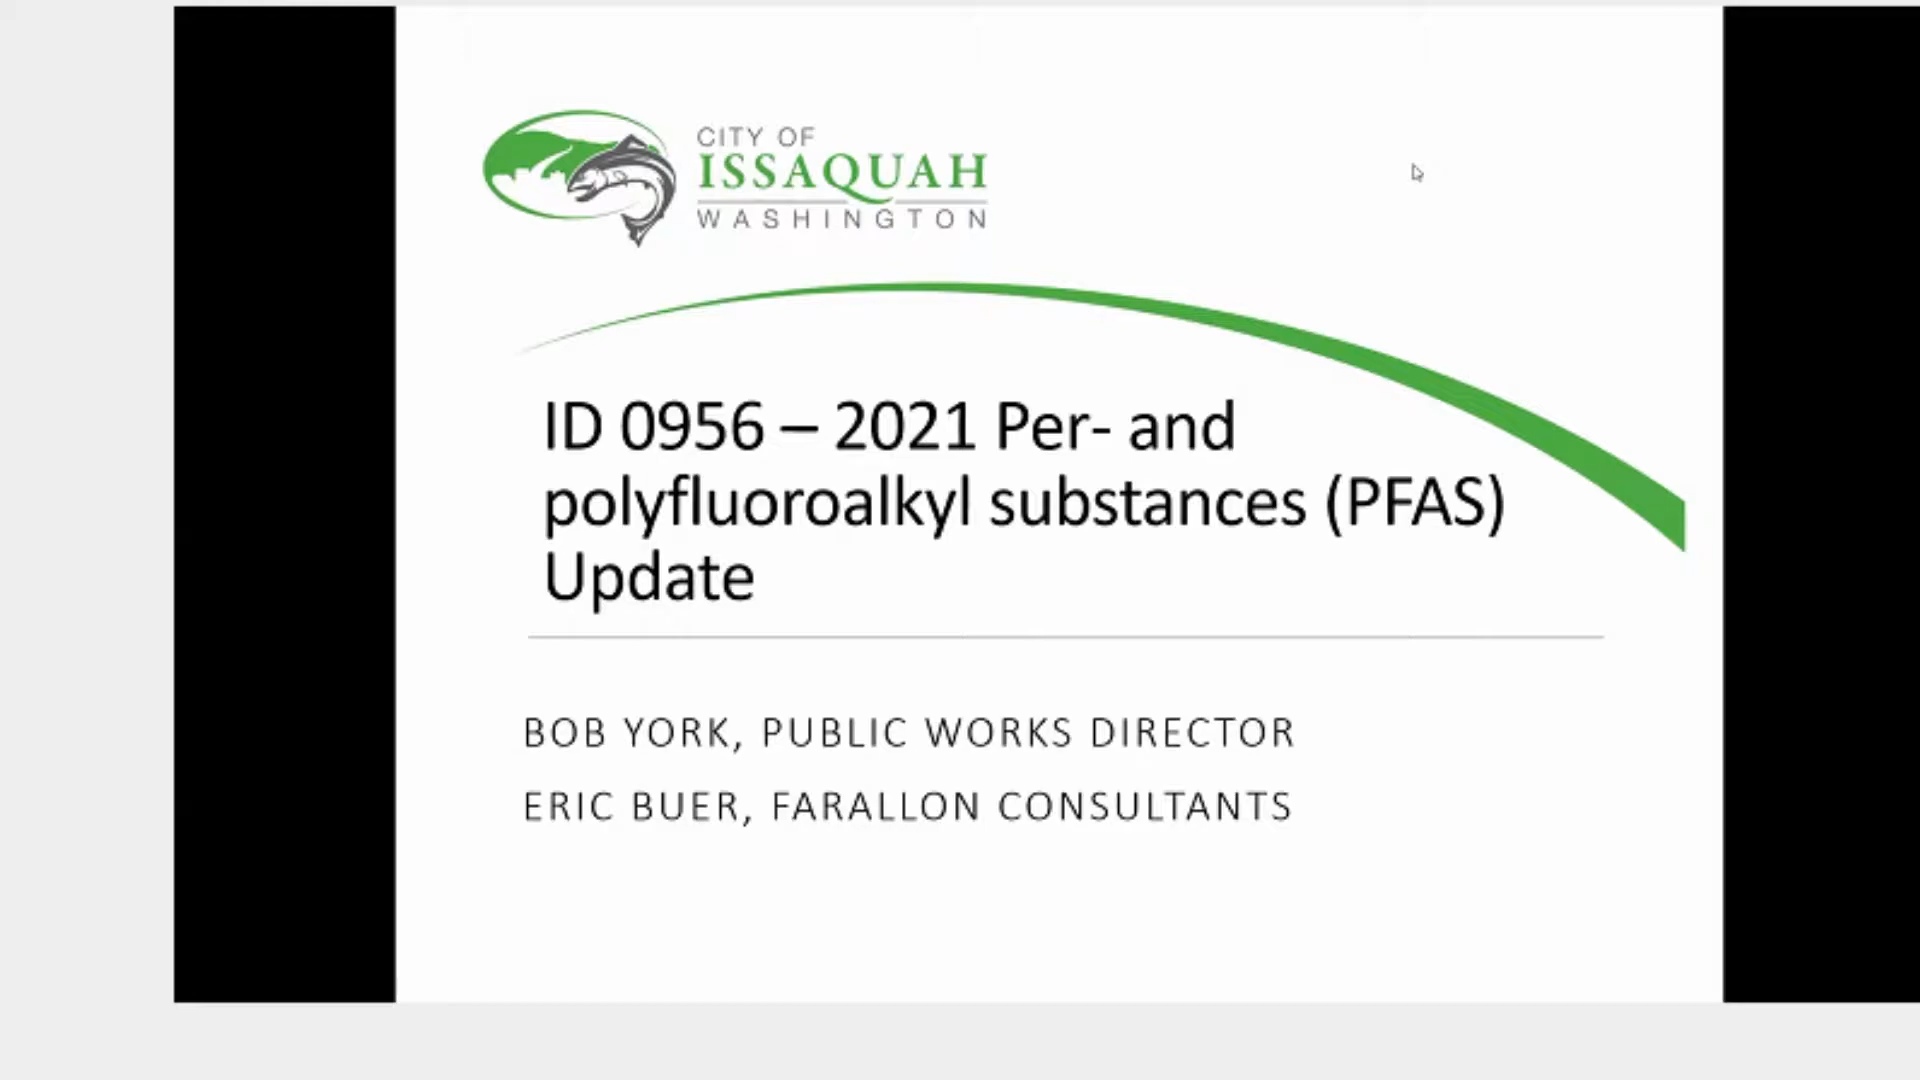 CITY OF
ISSAQUAH
WASHINGTON
ID 0956 – 2021 Per- and
polyfluoroalkyl substances (PFAS)
Update
BOB YORK, PUBLIC WORKS DIRECTOR
ERIC BUER, FARALLON CONSULTANTS